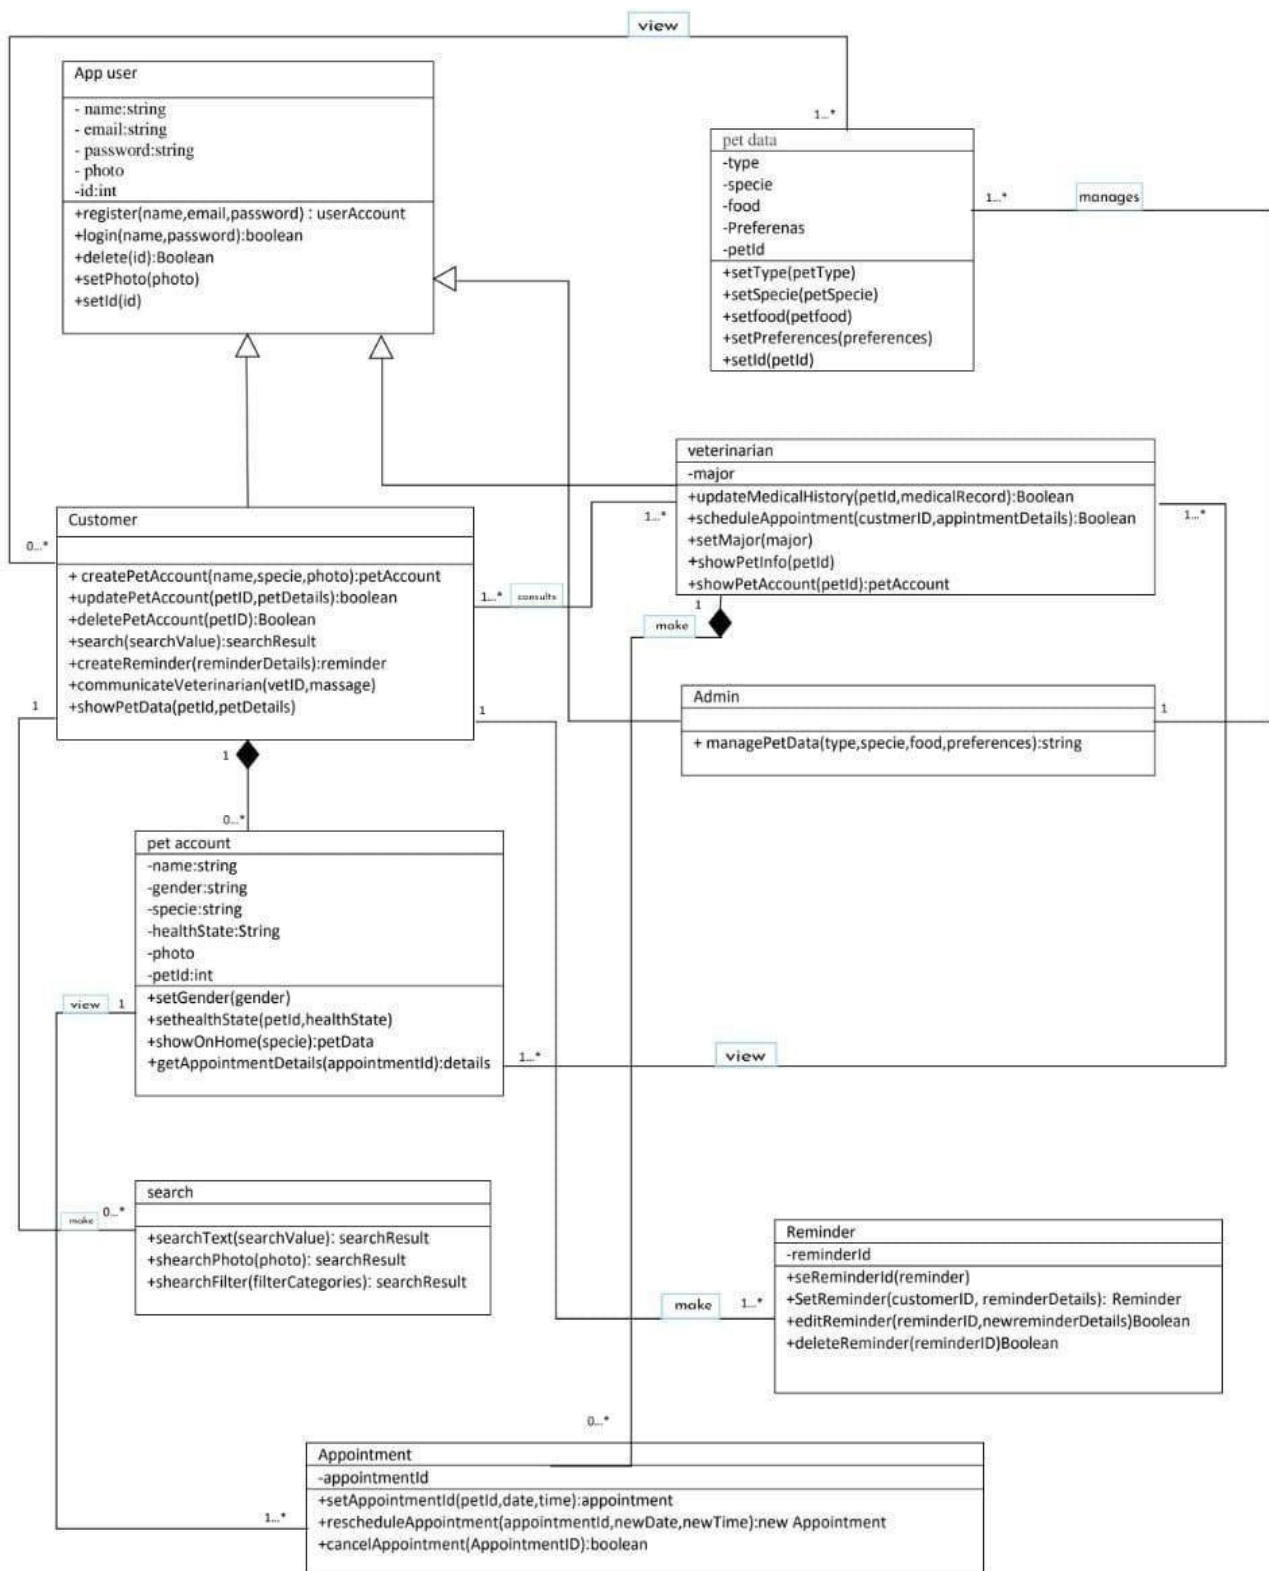 view
App user
- name:string
- email:string
- password:string
- photo
-id:int
+register(name,email,password) : userAccount
+login(name,password):boolean
+delete(id):Boolean
+setPhoto(photo)
+setId(id)
1...*
pet data
-type
-specie
-food
-Preferenas
-petId
+setType(petType)
+setSpecie(petSpecie)
+setfood(petfood)
+setPreferences(preferences)
+setId(petId)
1...*
manages
veterinarian
-major
+updateMedicalHistory(petId,medicalRecord):Boolean
+scheduleAppointment(custmerID,appintmentDetails):Boolean
+setMajor(major)
+showPetInfo(petId)
+showPetAccount(petId):petAccount
1...*
1...*
0...*
Customer
+ createPetAccount(name,specie,photo):petAccount
+updatePetAccount(petID,petDetails):boolean
+deletePetAccount(petID):Boolean
+search(searchValue):searchResult
+createReminder(reminderDetails):reminder
+communicateVeterinarian(vetID,massage)
+showPetData(petId,petDetails)
1...*
consults
1
make
Admin
+ managePetData(type,specie,food,preferences):string
1
1
1
1
0...*
pet account
-name:string
-gender:string
-specie:string
-healthState:String
-photo
-petId:int
+setGender(gender)
+sethealthState(petId,healthState)
+showOnHome(specie):petData
+getAppointmentDetails(appointmentId):details
view
1
1...*
view
search
+searchText(searchValue): searchResult
+shearchPhoto(photo): searchResult
+shearchFilter(filterCategories): searchResult
make
0...*
Reminder
-reminderId
+seReminderId(reminder)
+SetReminder(customerID, reminderDetails): Reminder
+editReminder(reminderID,newreminderDetails)Boolean
+deleteReminder(reminderID)Boolean
make
1...*
0...*
Appointment
-appointmentId
+setAppointmentId(petId,date,time):appointment
+rescheduleAppointment(appointmentId,newDate,newTime):new Appointment
+cancelAppointment(AppointmentID):boolean
1...*